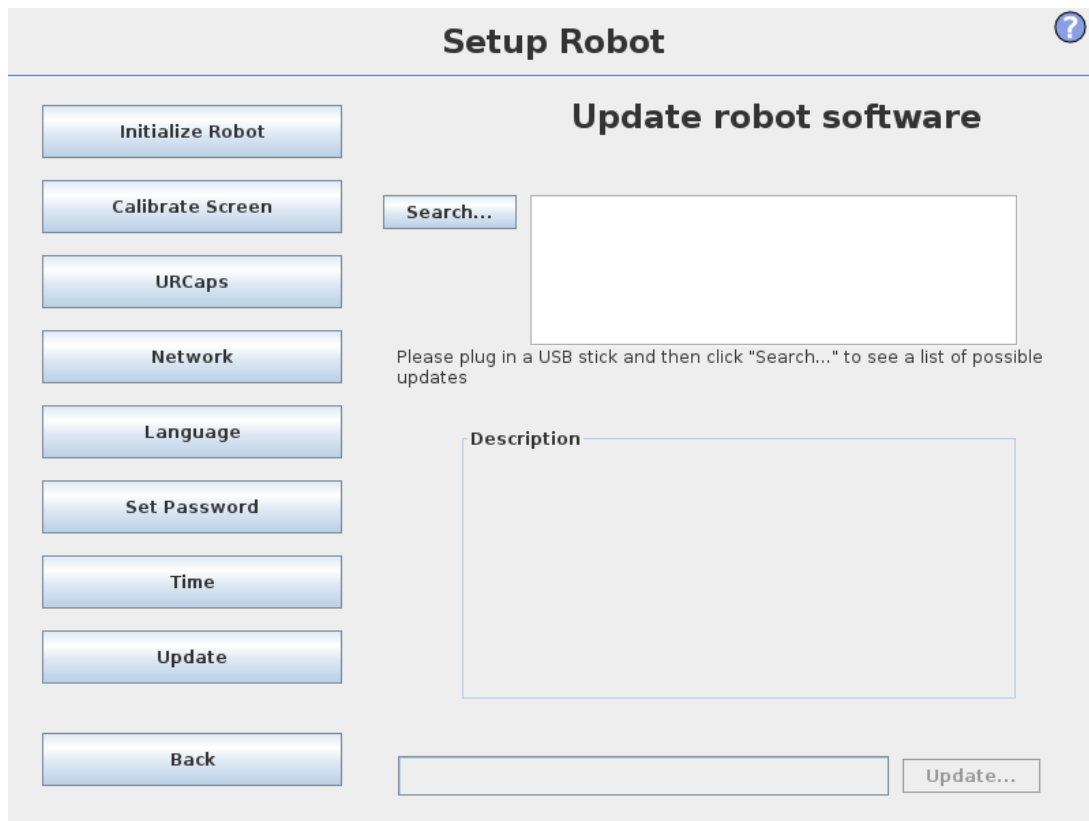 Setup Robot
?
Initialize Robot
Calibrate Screen
URCaps
Network
Language
Set Password
Time
Update
Back
Update robot software
Search...
Please plug in a USB stick and then click "Search..." to see a list of possible
updates
Description
Update...